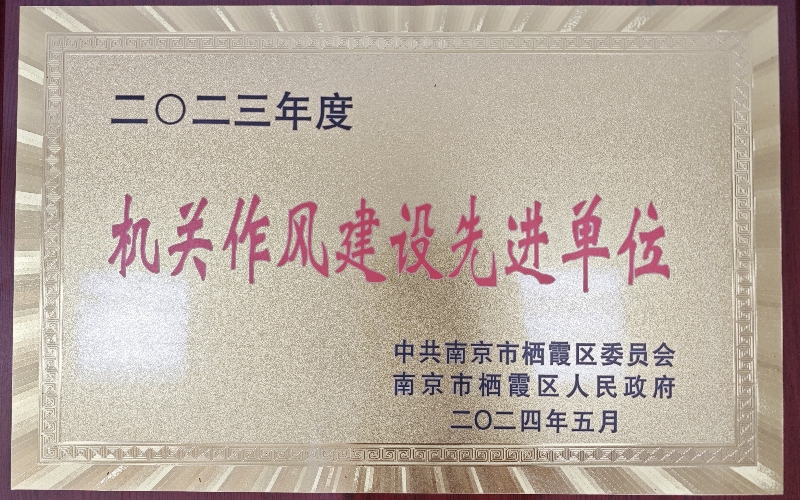 二〇二三年度
机关作风建设先进单位
中共南京市栖霞区委员会
南京市栖霞区人民政府
二〇二四年五月